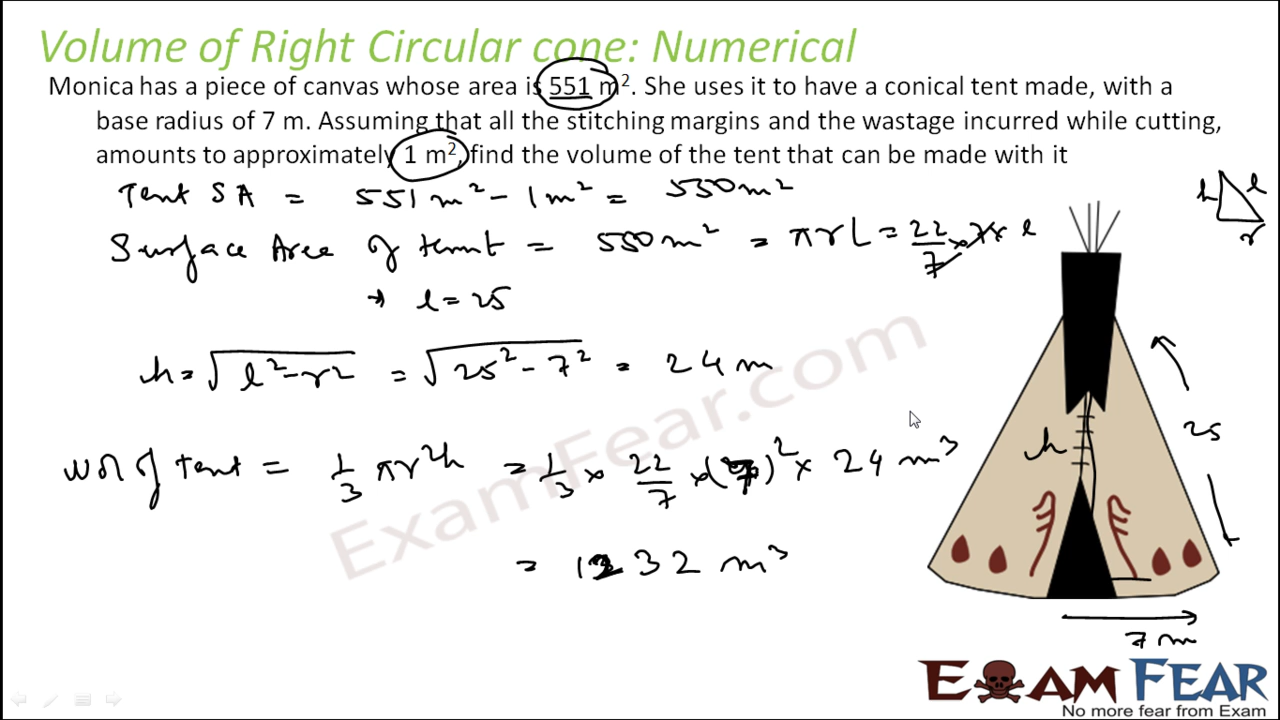 Volume of Right Circular cone: Numerical
Monica has a piece of canvas whose area is 551 m². She uses it to have a conical tent made, with a
base radius of 7 m. Assuming that all the stitching margins and the wastage incurred while cutting,
amounts to approximately 1 m², find the volume of the tent that can be made with it
Tent SA = 551 m² - 1 m² = 550 m²
h l
r
Surface Area of tent = 550 m² = πrl = 22/7 × 7 × l
→ l = 25
h = √l²-r² = √25² - 7² = 24 m
25
h
Vol of tent = 1/3 πr²h = 1/3 × 22/7 × (7)² × 24 m³
= 1232 m³
7 m
ExamFear.com
EXAM FEAR
No more fear from Exam